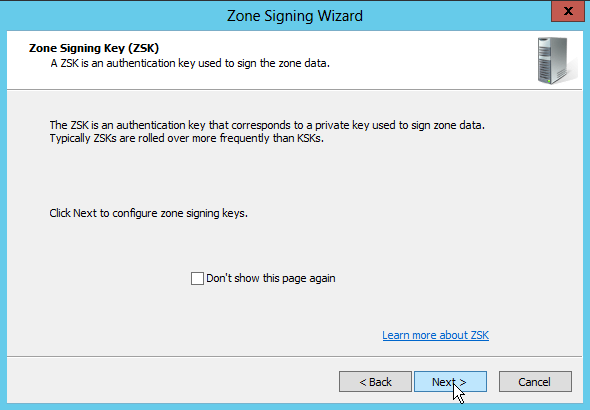 Zone Signing Wizard
X
Zone Signing Key (ZSK)
A ZSK is an authentication key used to sign the zone data.
The ZSK is an authentication key that corresponds to a private key used to sign zone data.
Typically ZSKs are rolled over more frequently than KSKs.
Click Next to configure zone signing keys.
Don't show this page again
Learn more about ZSK
< Back
Next >
Cancel